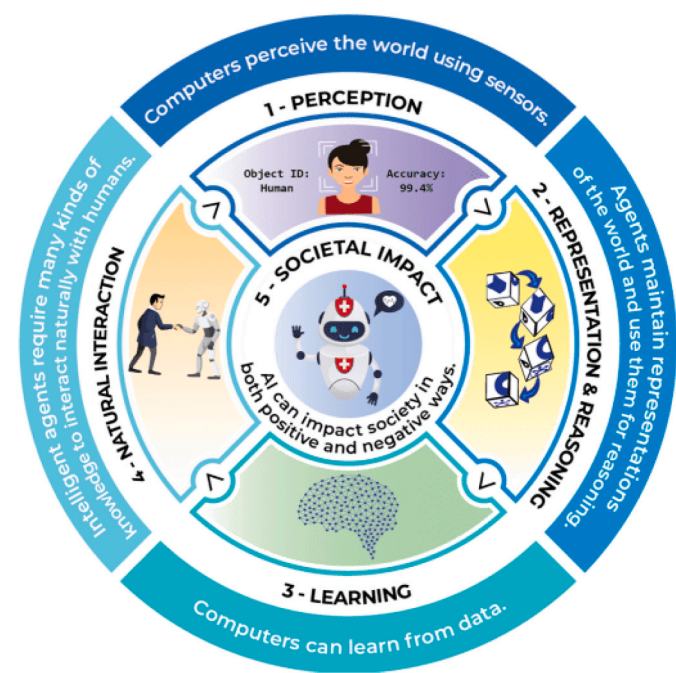 Computers perceive the world using sensors.
1 - PERCEPTION
Object ID:
Human
Accuracy:
99.4%
Agents maintain representations
of the world and use them for reasoning.
2 - REPRESENTATION & REASONING
3 - LEARNING
Computers can learn from data.
Intelligent agents require many kinds of
knowledge to interact naturally with humans.
4 - NATURAL INTERACTION
5 - SOCIETAL IMPACT
AI can impact society in
both positive and negative ways.